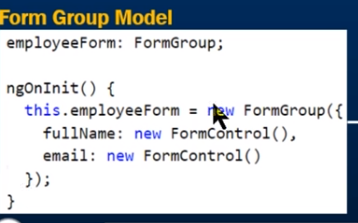 Form Group Model
employeeForm: FormGroup;
ngOnInit() {
this.employeeForm = new FormGroup({
fullName: new FormControl(),
email: new FormControl()
});
}